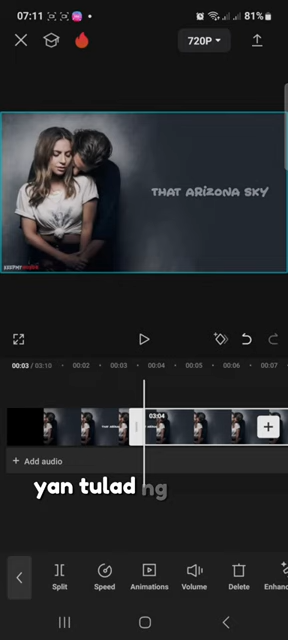 07:11
81%
720P
THAT ARIZONA SKY
00:03 / 03:10
00:02
00:03
00:04
00:05
00:06
00:07
03:04
+ Add audio
yan tulad ng
Split
Speed
Animations
Volume
Delete
Enhanc